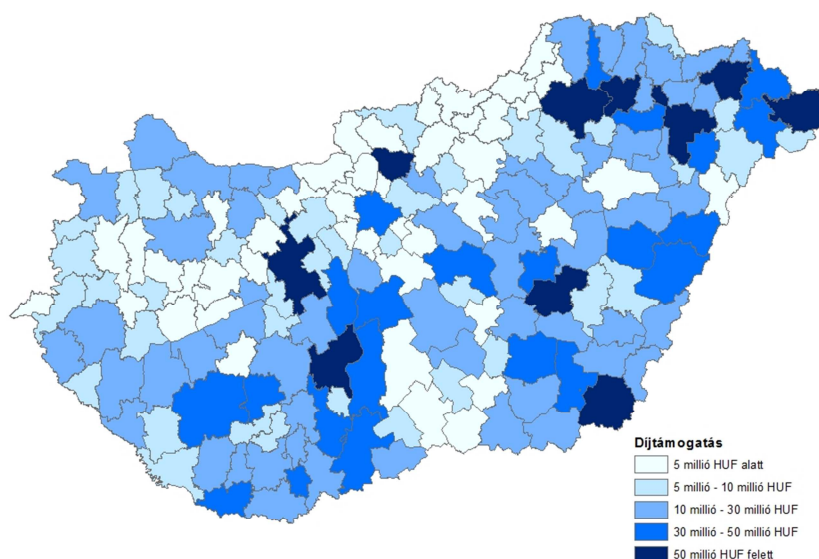 Díjtámogatás
5 millió HUF alatt
5 millió - 10 millió HUF
10 millió - 30 millió HUF
30 millió - 50 millió HUF
50 millió HUF felett